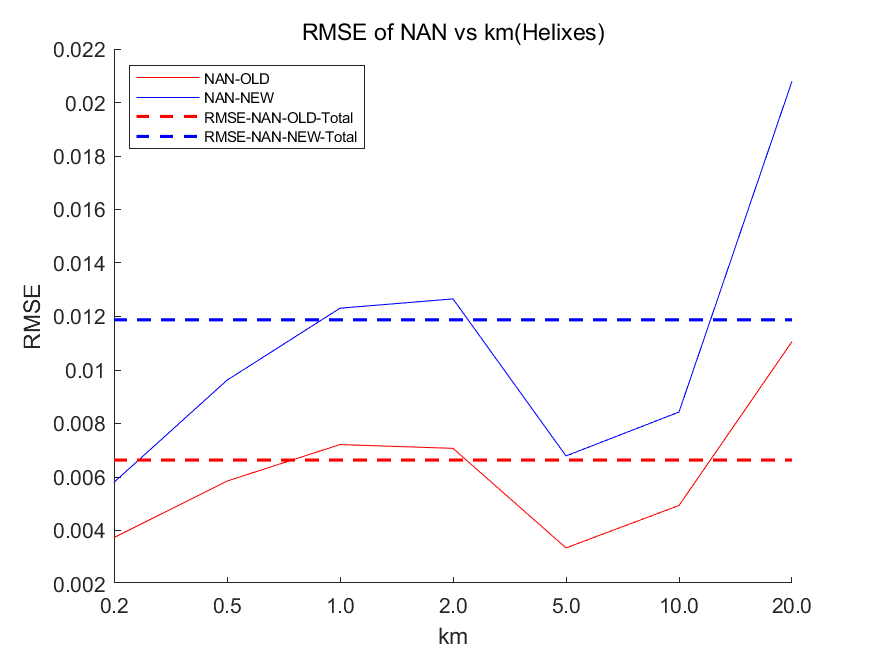 RMSE of NAN vs km(Helixes)
0.022
0.02
0.018
0.016
0.014
0.012
0.01
0.008
0.006
0.004
0.002
RMSE
NAN-OLD
NAN-NEW
RMSE-NAN-OLD-Total
RMSE-NAN-NEW-Total
0.2 0.5 1.0 2.0 5.0 10.0 20.0
km